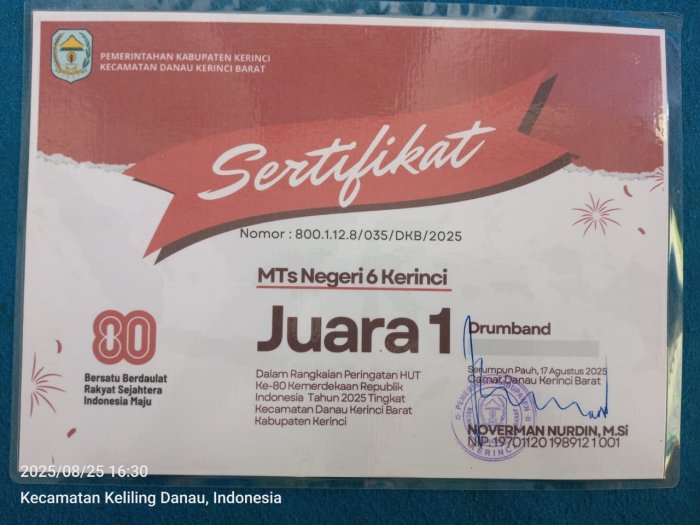 PEMERINTAHAN KABUPATEN KERINCI
KECAMATAN DANAU KERINCI BARAT
Sertifikat
Nomor : 800.1.12.8/035/DKB/2025
MTs Negeri 6 Kerinci
Juara 1 Drumband
80
Bersatu Berdaulat
Rakyat Sejahtera
Indonesia Maju
Dalam Rangkaian Peringatan HUT
Ke-80 Kemerdekaan Republik
Indonesia Tahun 2025 Tingkat
Kecamatan Danau Kerinci Barat
Kabupaten Kerinci
Serumpun Pauh, 17 Agustus 2025
Camat Danau Kerinci Barat
NOVERMAN NURDIN, M.Si
NIP. 19701120 198912 1 001
KERINCI
2025/08/25 16:30
Kecamatan Keliling Danau, Indonesia